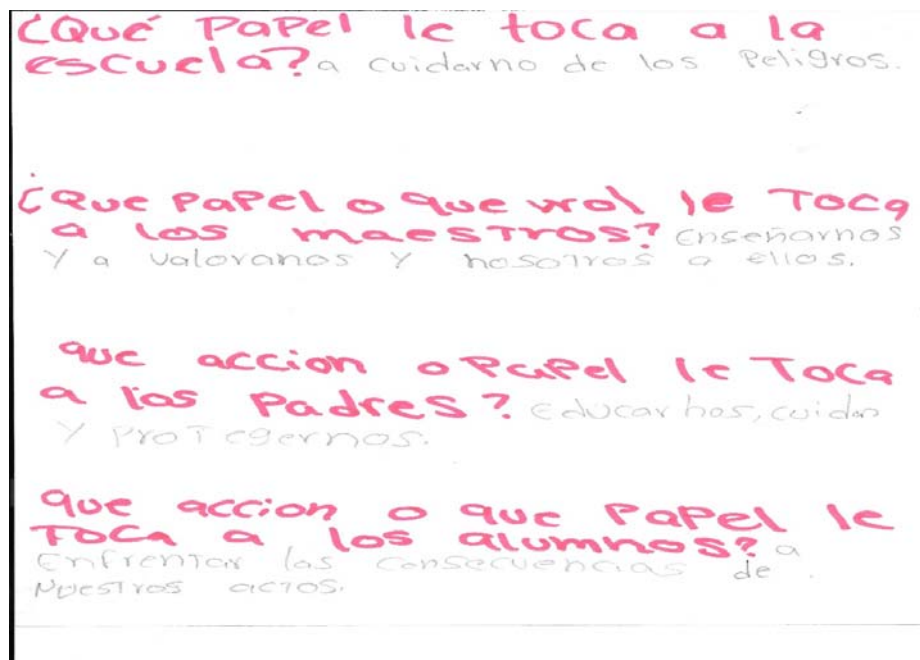 ¿Qué Papel le toca a la
escuela? a cuidarno de los Peligros.
¿Que Papel o que rol le Toca
a los maestros? Enseñarnos
Y a valoranos Y nosotros a ellos.
que accion o Papel le Toca
a los Padres? Educarnos, cuidar
Y Protegernos.
que accion o que Papel le
Toca a los alumnos? a
Enfrentar las consecuencias de.
Nuestros actos.